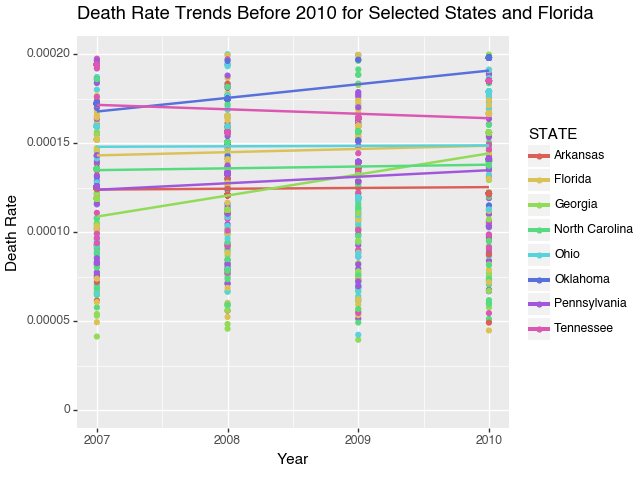 Death Rate Trends Before 2010 for Selected States and Florida
0.00020
0.00015
0.00010
0.00005
0
Death Rate
2007 2008 2009 2010
Year
STATE
Arkansas
Florida
Georgia
North Carolina
Ohio
Oklahoma
Pennsylvania
Tennessee